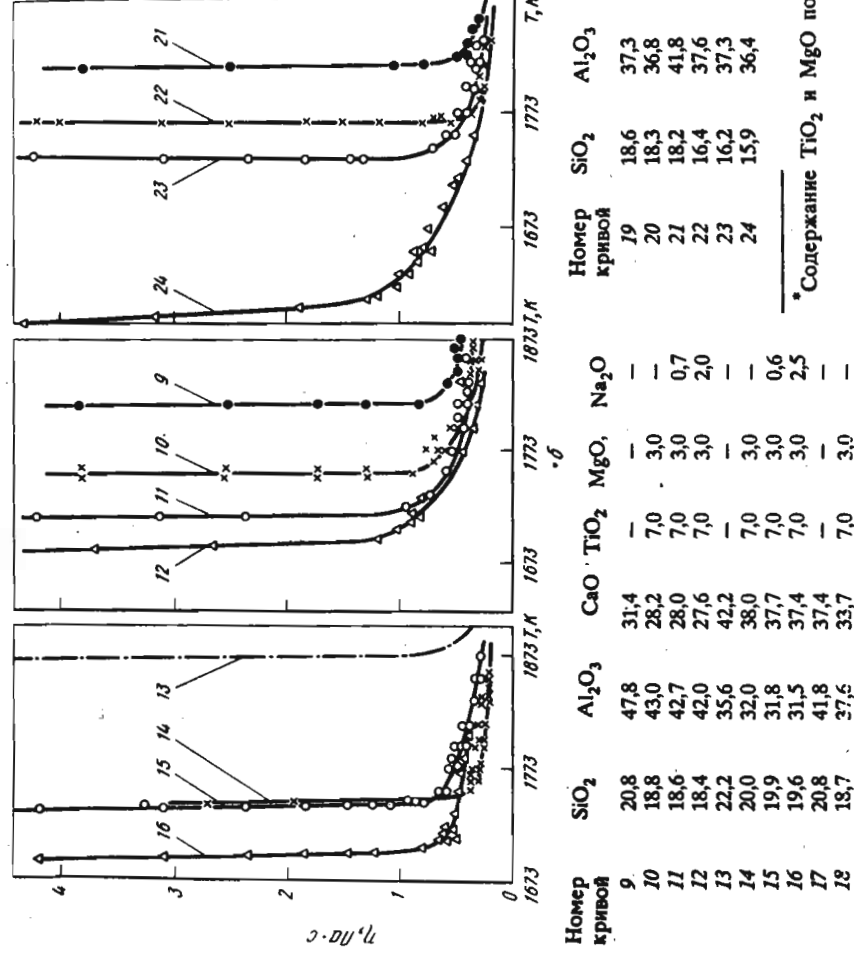 η, Па·с
4
3
2
1
0
16
15
14
13
12
11
10
9
24
23
22
21
1673
1773
1873 T, К
1673
1773
1873 T, К
1673
1773
T, К
б
Номер кривой SiO₂ Al₂O₃ CaO TiO₂ MgO, Na₂O
9 20,8 47,8 31,4 – – –
10 18,8 43,0 28,2 7,0 3,0 –
11 18,6 42,7 28,0 7,0 3,0 0,7
12 18,4 42,0 27,6 7,0 3,0 2,0
13 22,2 35,6 42,2 – – –
14 20,0 32,0 38,0 7,0 3,0 –
15 19,9 31,8 37,7 7,0 3,0 0,6
16 19,6 31,5 37,4 7,0 3,0 2,5
17 20,8 41,8 37,4 – – –
18 18,7 37,6 33,7 7,0 3,0 –
Номер кривой SiO₂ Al₂O₃
19 18,6 37,3
20 18,3 36,8
21 18,2 41,8
22 16,4 37,6
23 16,2 37,3
24 15,9 36,4
*Содержание TiO₂ и MgO по